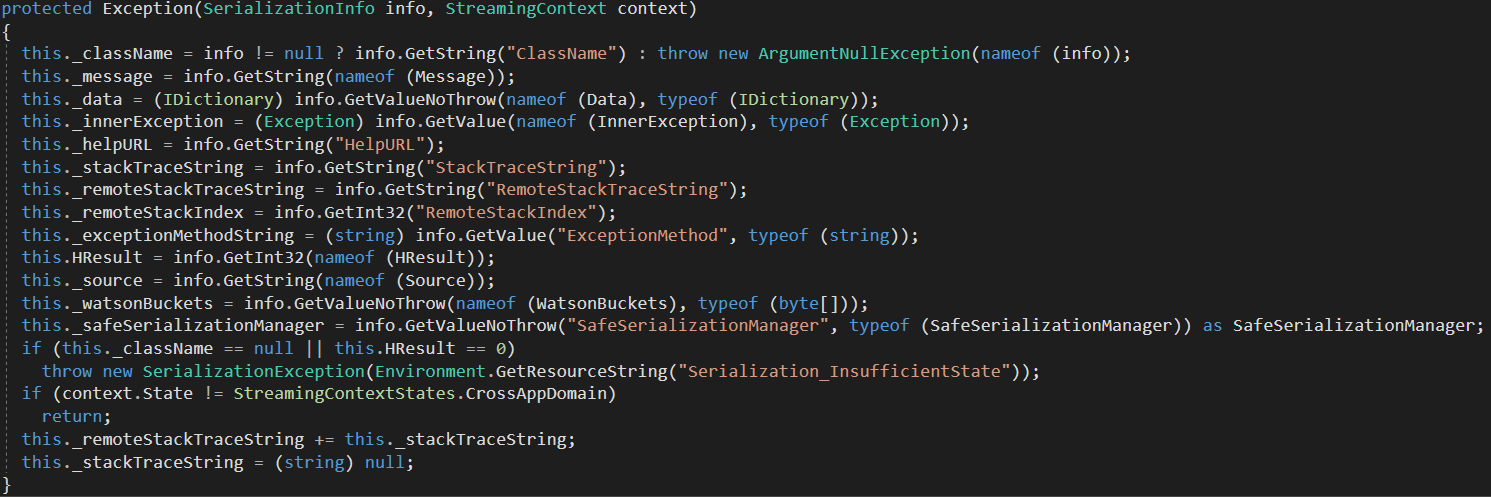 protected Exception(SerializationInfo info, StreamingContext context)
{
this._className = info != null ? info.GetString("ClassName") : throw new ArgumentNullException(nameof (info));
this._message = info.GetString(nameof (Message));
this._data = (IDictionary) info.GetValueNoThrow(nameof (Data), typeof (IDictionary));
this._innerException = (Exception) info.GetValue(nameof (InnerException), typeof (Exception));
this._helpURL = info.GetString("HelpURL");
this._stackTraceString = info.GetString("StackTraceString");
this._remoteStackTraceString = info.GetString("RemoteStackTraceString");
this._remoteStackIndex = info.GetInt32("RemoteStackIndex");
this._exceptionMethodString = (string) info.GetValue("ExceptionMethod", typeof (string));
this.HResult = info.GetInt32(nameof (HResult));
this._source = info.GetString(nameof (Source));
this._watsonBuckets = info.GetValueNoThrow(nameof (WatsonBuckets), typeof (byte[]));
this._safeSerializationManager = info.GetValueNoThrow("SafeSerializationManager", typeof (SafeSerializationManager)) as SafeSerializationManager;
if (this._className == null || this.HResult == 0)
throw new SerializationException(Environment.GetResourceString("Serialization_InsufficientState"));
if (context.State != StreamingContextStates.CrossAppDomain)
return;
this._remoteStackTraceString += this._stackTraceString;
this._stackTraceString = (string) null;
}